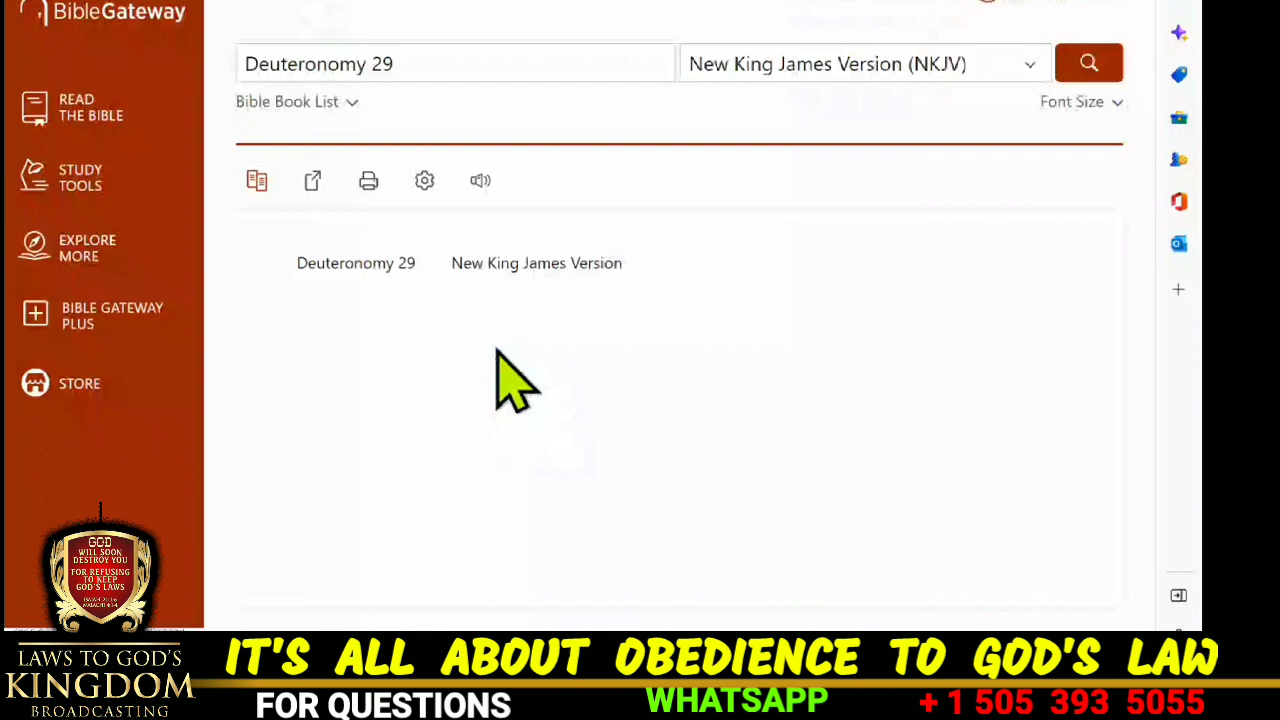 BibleGateway
Deuteronomy 29
New King James Version (NKJV)
Bible Book List
Font Size
READ
THE BIBLE
STUDY
TOOLS
EXPLORE
MORE
BIBLE GATEWAY
PLUS
STORE
Deuteronomy 29 New King James Version
GOD
WILL SOON
DESTROY YOU
FOR REFUSING
TO KEEP
GOD'S LAWS
LAWS TO GOD'S
KINGDOM
BROADCASTING
IT'S ALL ABOUT OBEDIENCE TO GOD'S LAW
FOR QUESTIONS
WHATSAPP
+ 1 505 393 5055